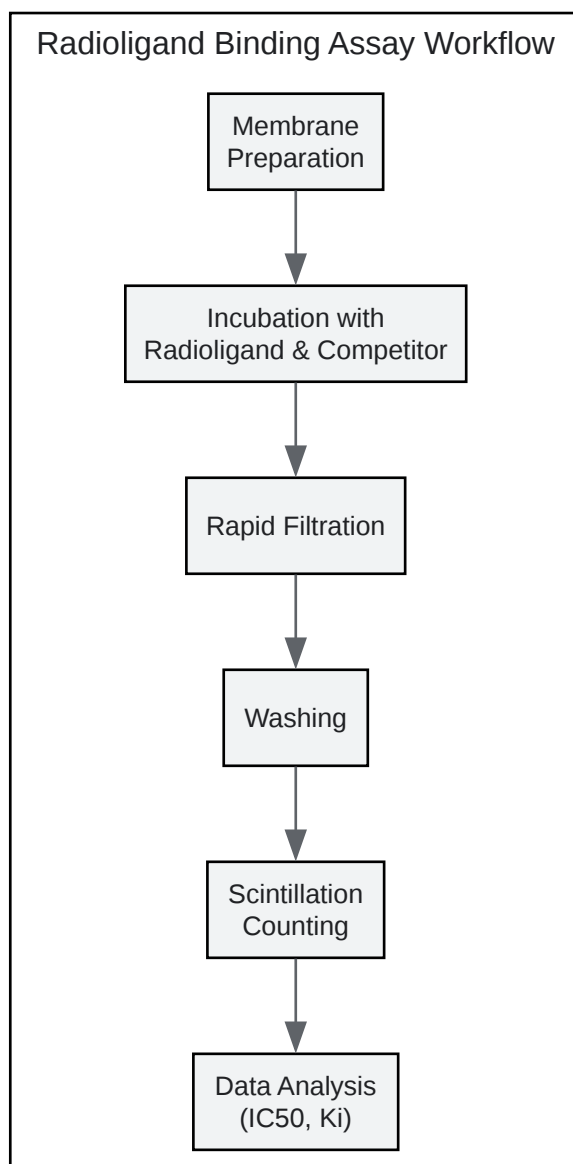 Radioligand Binding Assay Workflow
Membrane
Preparation
Incubation with
Radioligand & Competitor
Rapid Filtration
Washing
Scintillation
Counting
Data Analysis
(IC50, Ki)